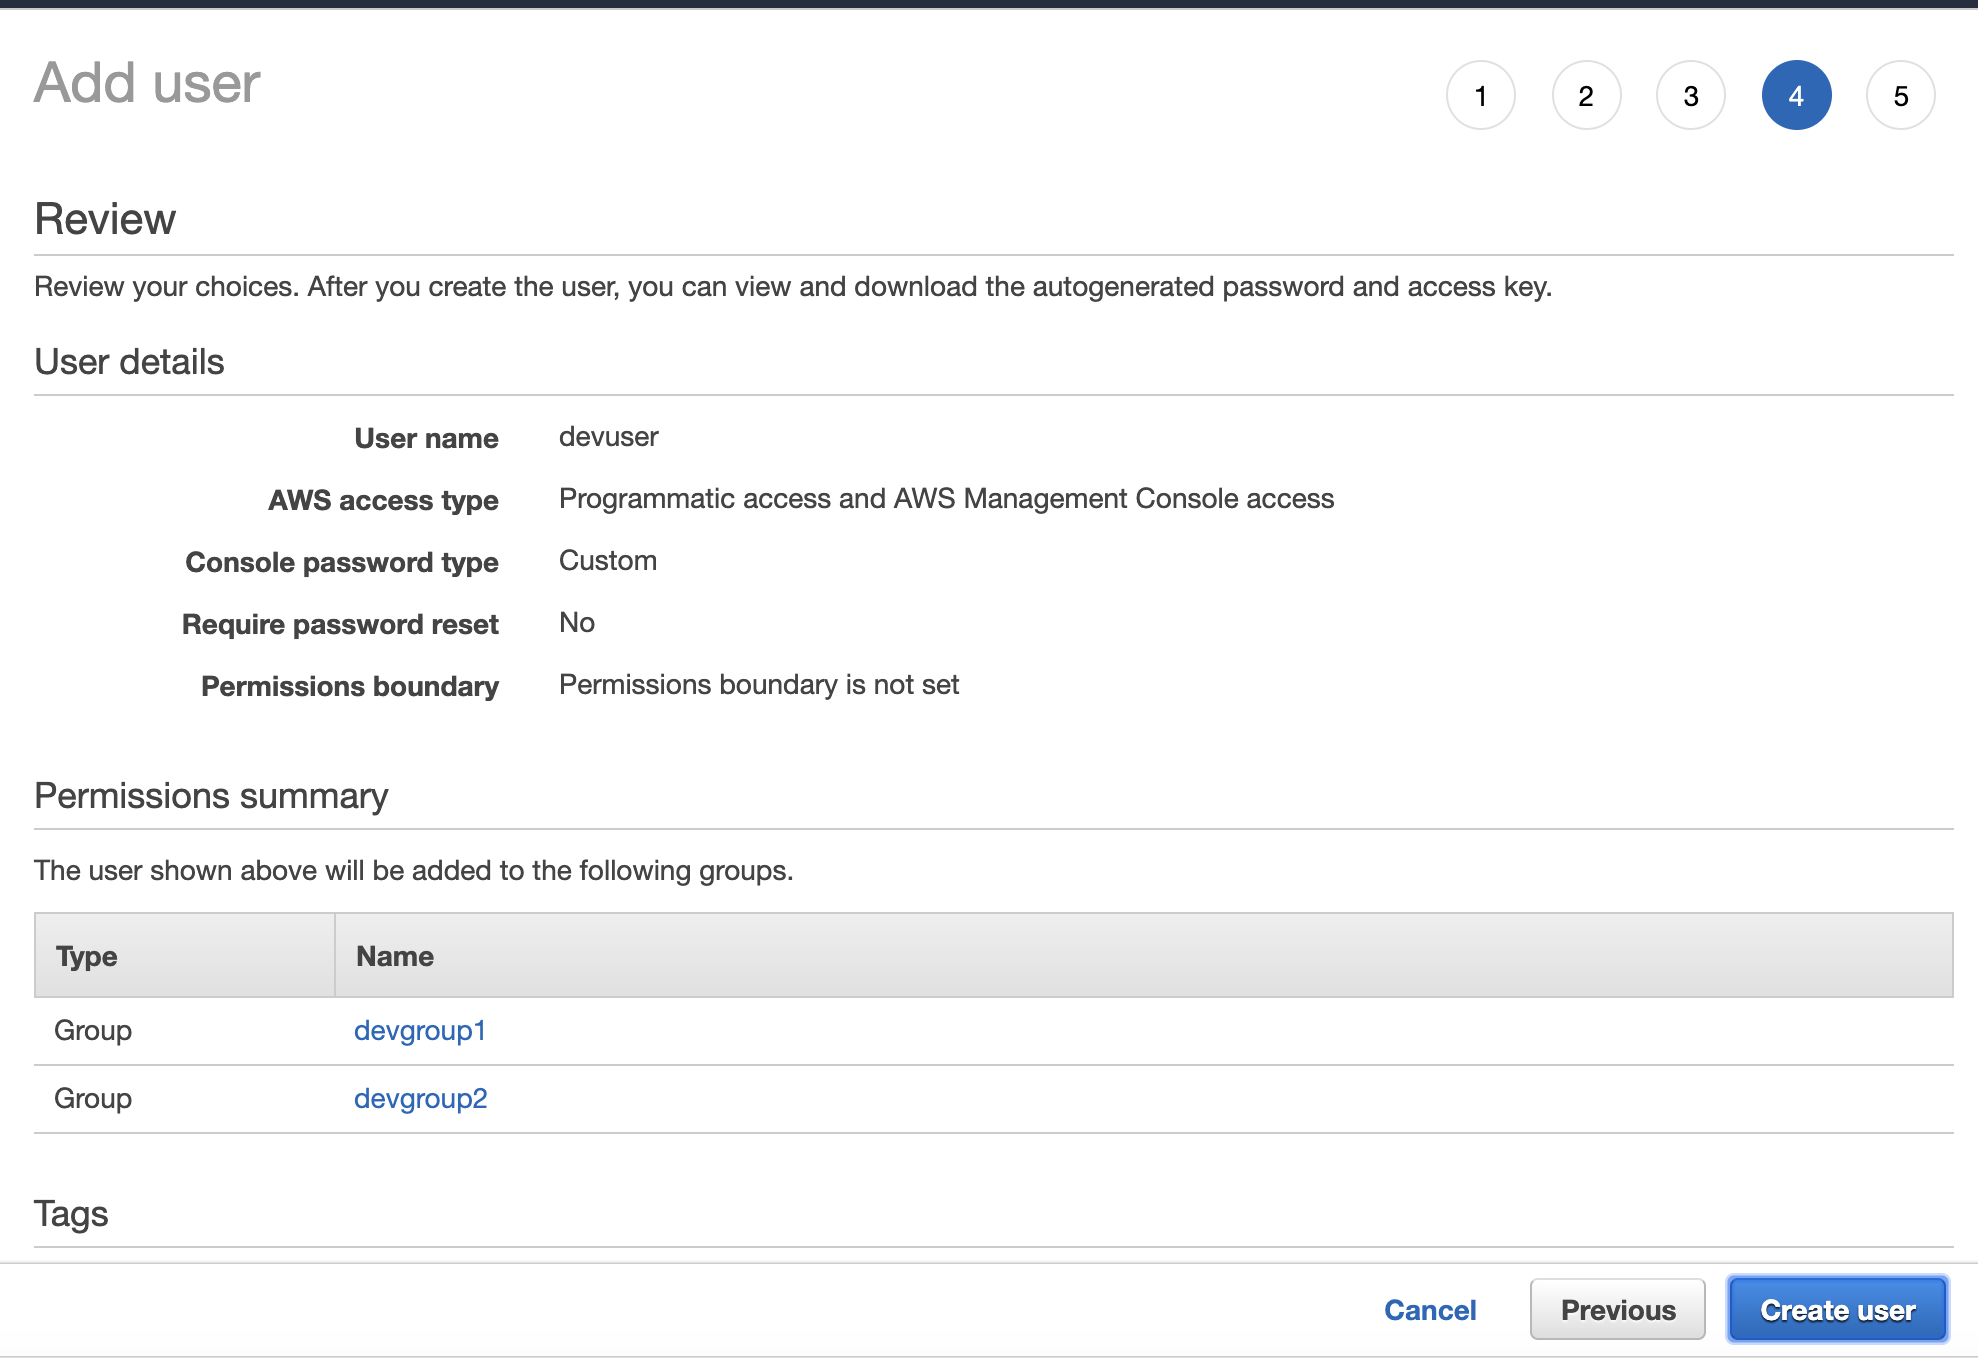 Add user
1 2 3 4 5
Review
Review your choices. After you create the user, you can view and download the autogenerated password and access key.
User details
User name devuser
AWS access type Programmatic access and AWS Management Console access
Console password type Custom
Require password reset No
Permissions boundary Permissions boundary is not set
Permissions summary
The user shown above will be added to the following groups.
Type Name
Group devgroup1
Group devgroup2
Tags
Cancel Previous Create user